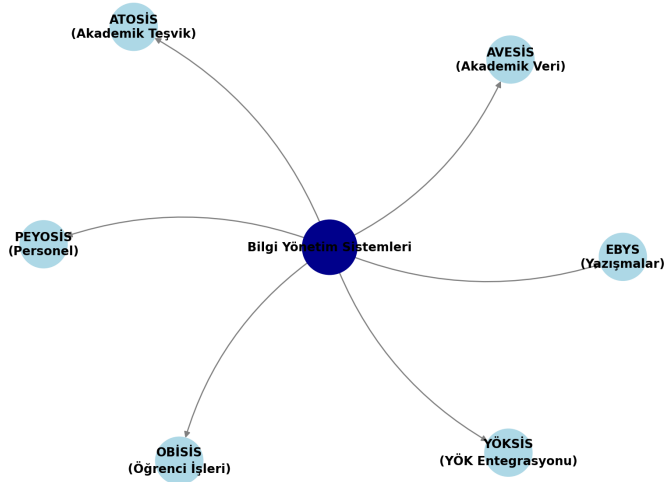 ATOSİS
(Akademik Teşvik)
AVESİS
(Akademik Veri)
PEYOSİS
(Personel)
Bilgi Yönetim Sistemleri
EBYS
(Yazışmalar)
OBİSİS
(Öğrenci İşleri)
YÖKSİS
(YÖK Entegrasyonu)